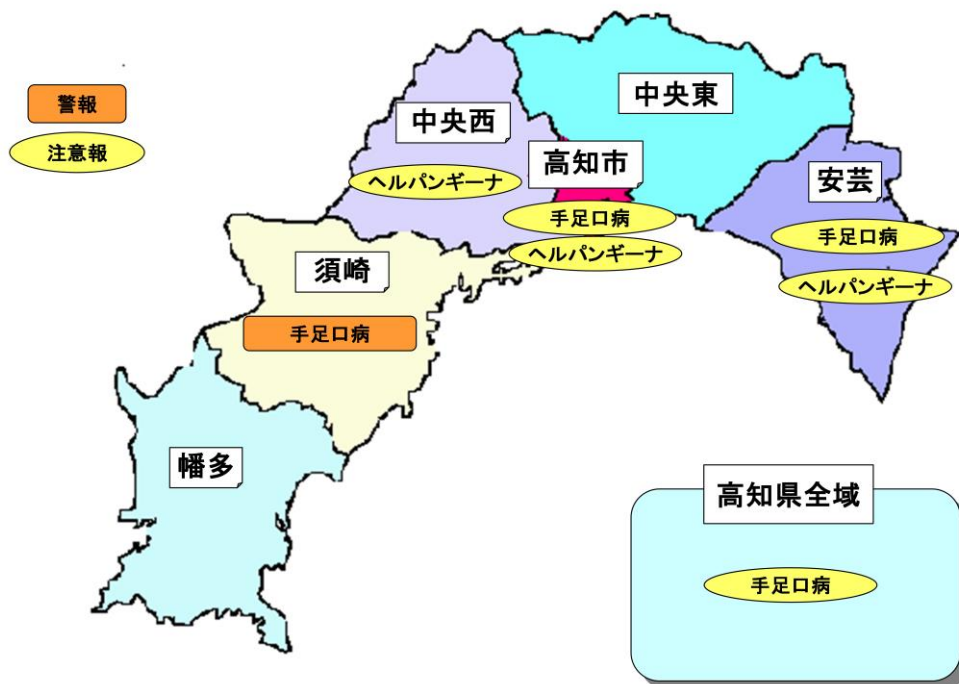 警報
注意報
中央西
ヘルパンギーナ
中央東
高知市
手足口病
ヘルパンギーナ
安芸
手足口病
ヘルパンギーナ
須崎
手足口病
幡多
高知県全域
手足口病